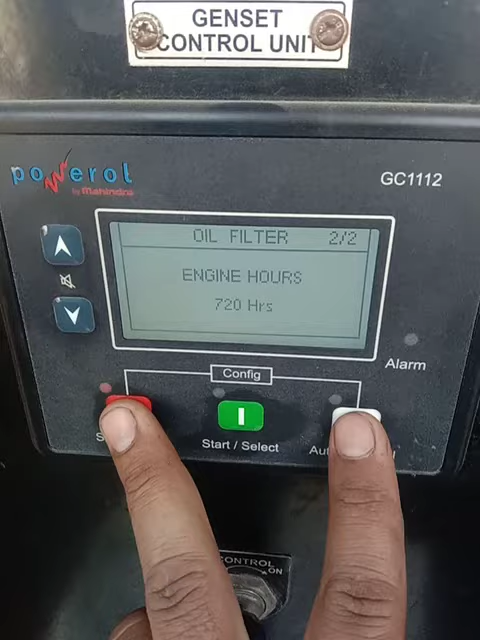 GENSET
CONTROL UNIT
powerol
by Mahindra
GC1112
OIL FILTER 2/2
ENGINE HOURS
720 Hrs
Alarm
Config
Start / Select
CONTROL
ON